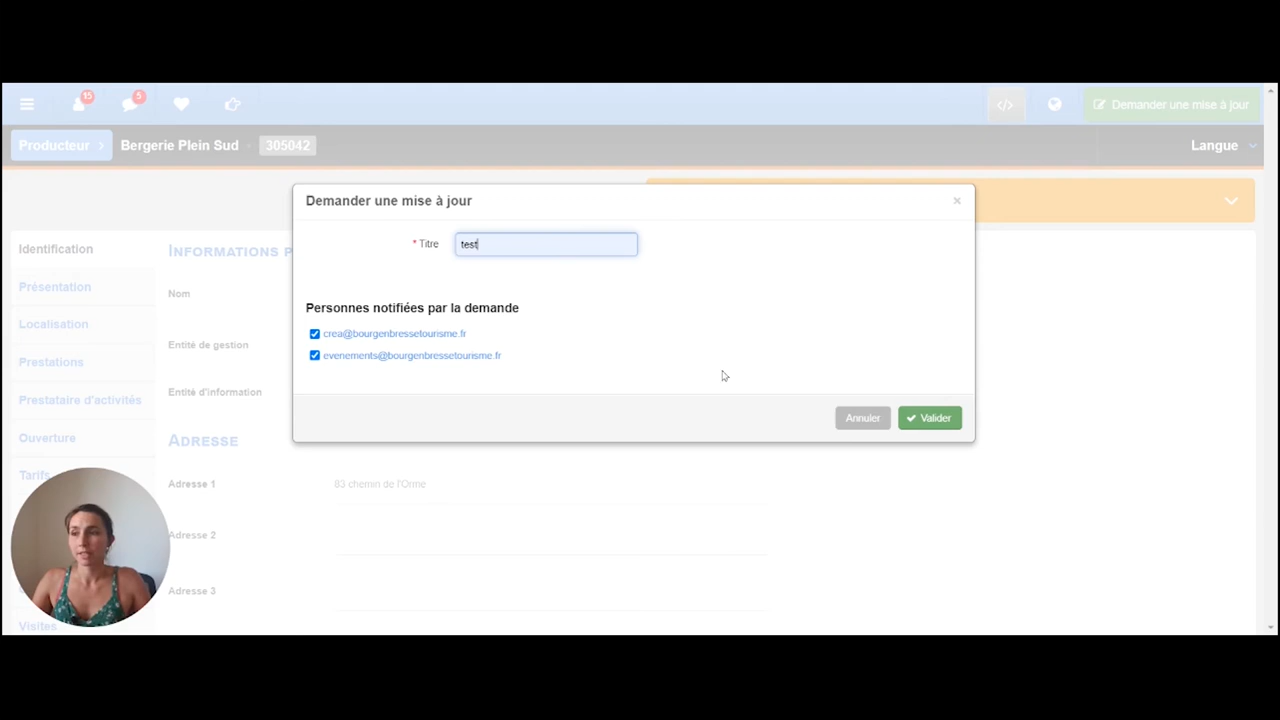 15
5
</>
Demander une mise à jour
Producteur
Bergerie Plein Sud
305042
Langue
Demander une mise à jour
×
* Titre
test
Personnes notifiées par la demande
crea@bourgenbressetourisme.fr
evenements@bourgenbressetourisme.fr
Annuler
Valider
Identification
Présentation
Localisation
Prestations
Prestataire d'activités
Ouverture
Tarifs
Visites
INFORMATIONS P
Nom
Entité de gestion
Entité d'information
ADRESSE
Adresse 1
83 chemin de l'Orme
Adresse 2
Adresse 3